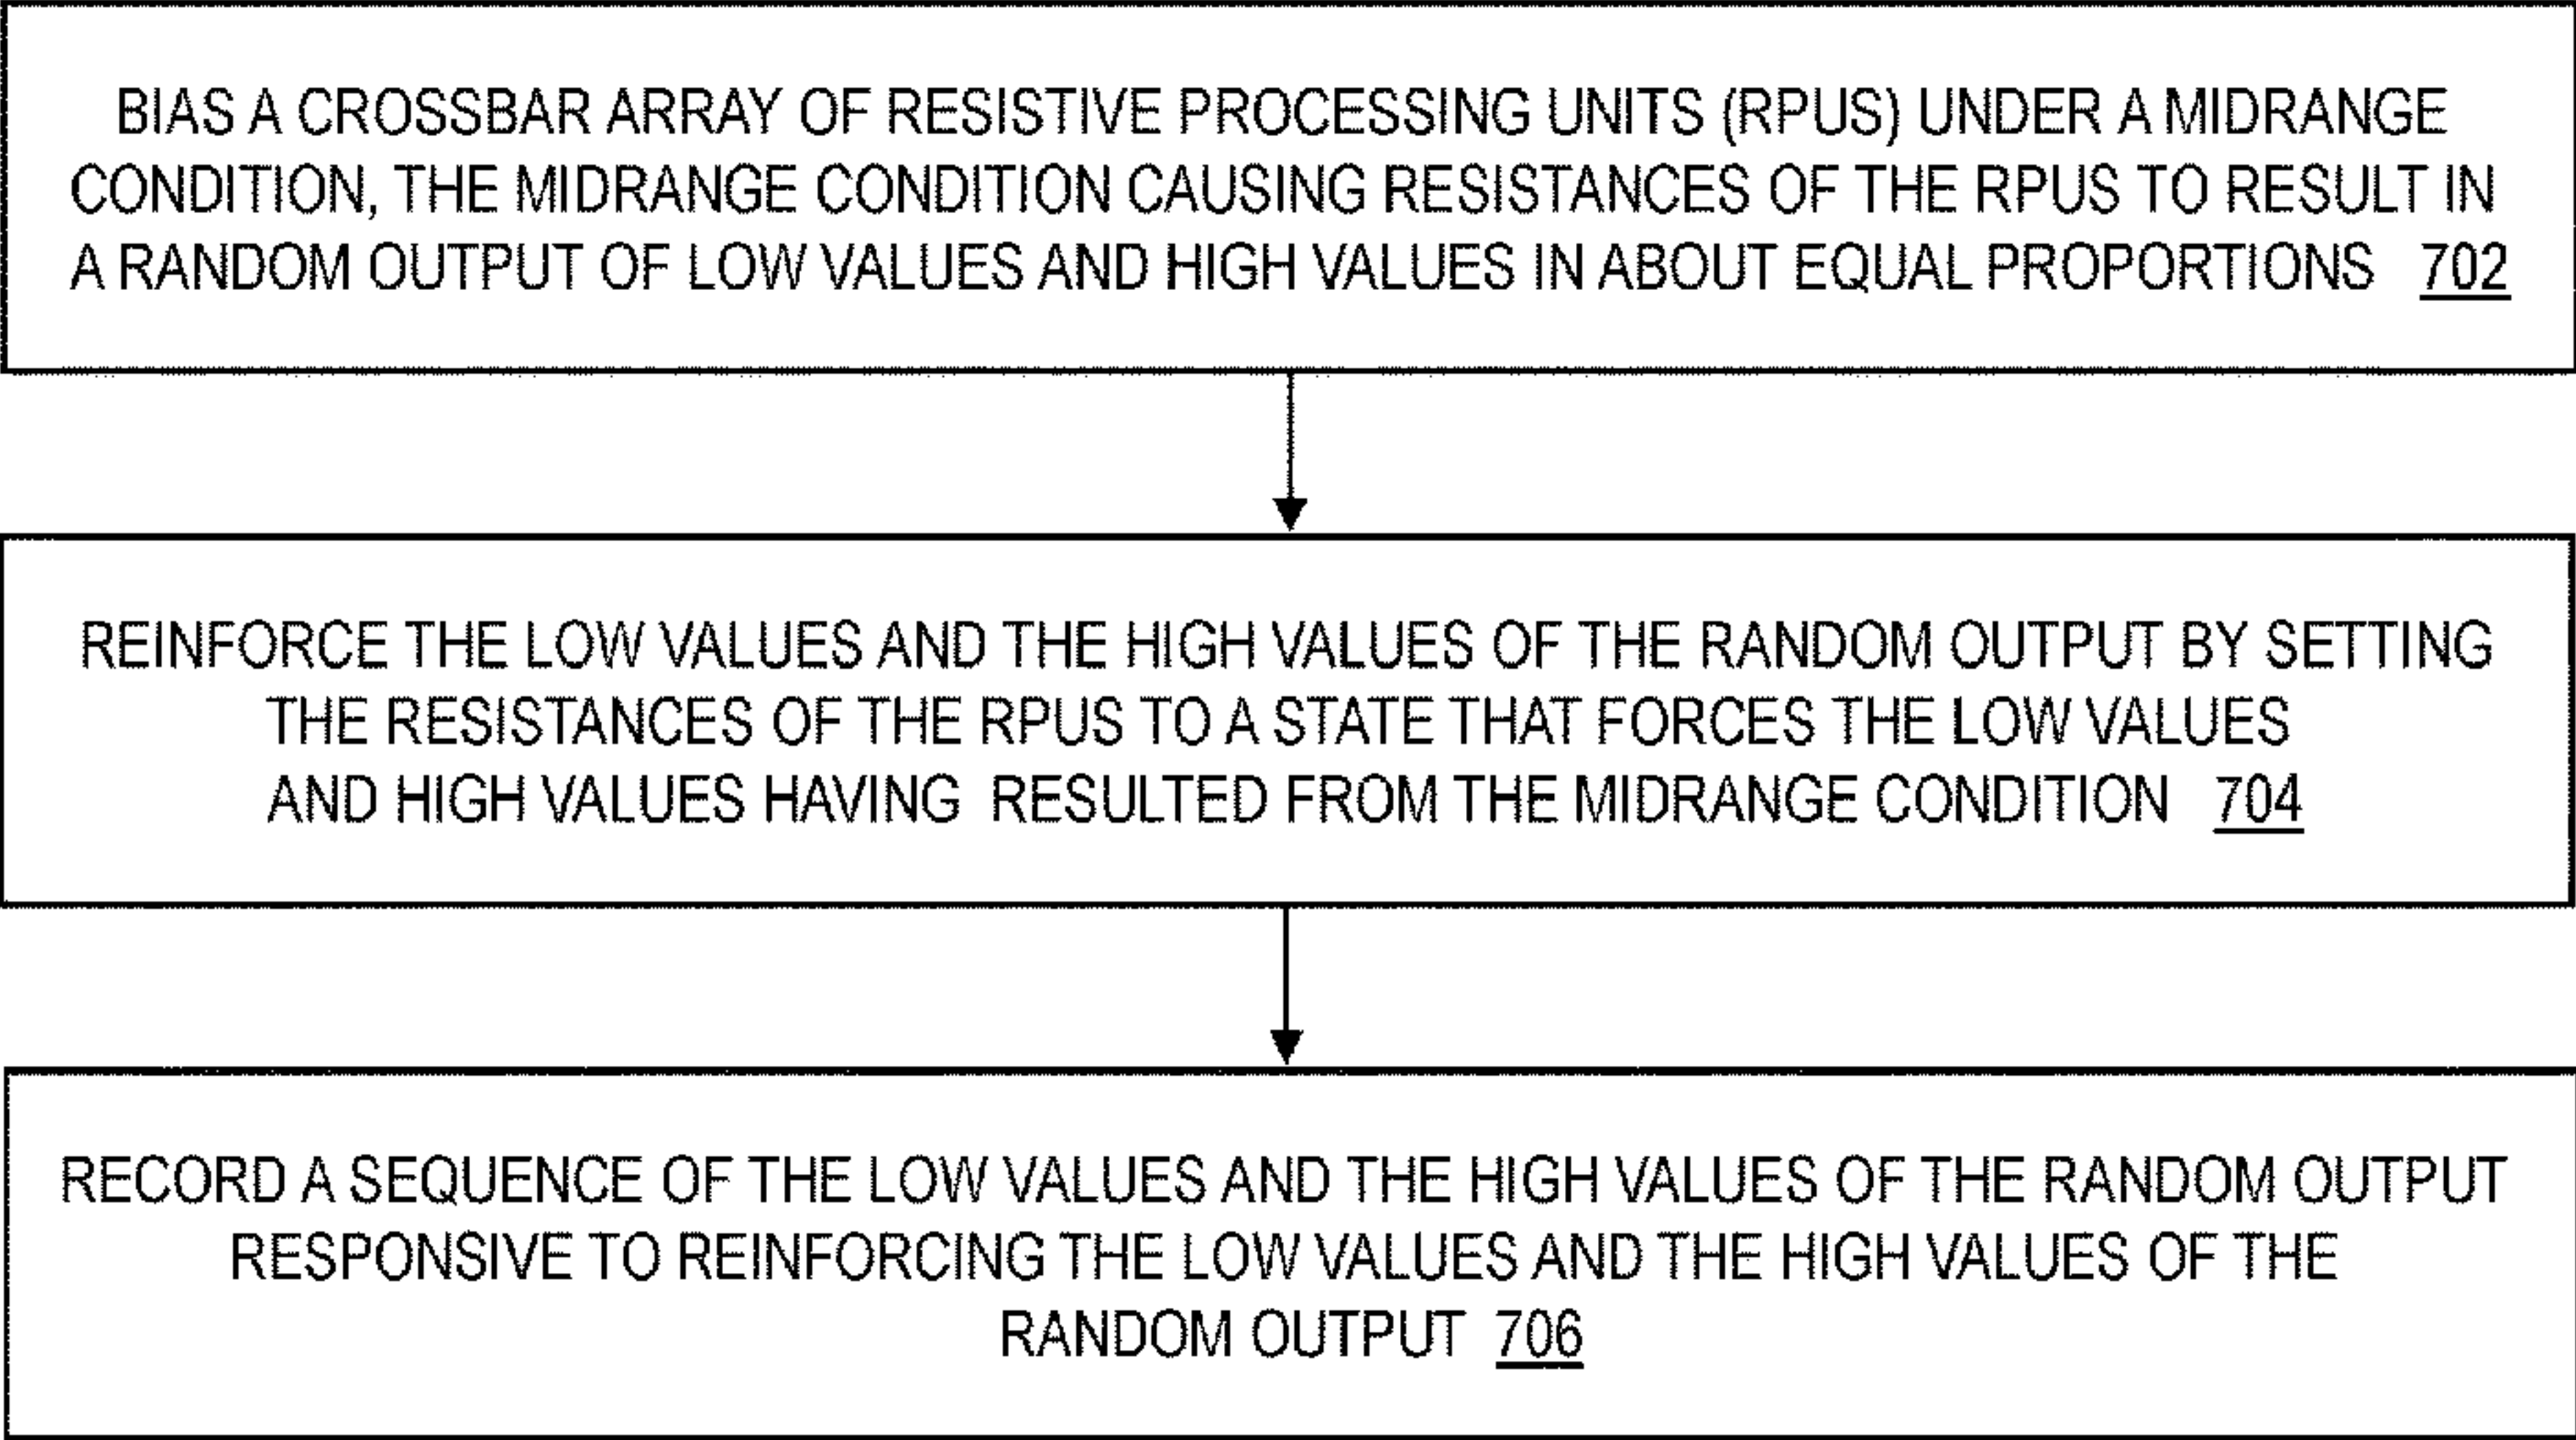 BIAS A CROSSBAR ARRAY OF RESISTIVE PROCESSING UNITS (RPUS) UNDER A MIDRANGE
CONDITION, THE MIDRANGE CONDITION CAUSING RESISTANCES OF THE RPUS TO RESULT IN
A RANDOM OUTPUT OF LOW VALUES AND HIGH VALUES IN ABOUT EQUAL PROPORTIONS 702
REINFORCE THE LOW VALUES AND THE HIGH VALUES OF THE RANDOM OUTPUT BY SETTING
THE RESISTANCES OF THE RPUS TO A STATE THAT FORCES THE LOW VALUES
AND HIGH VALUES HAVING RESULTED FROM THE MIDRANGE CONDITION 704
RECORD A SEQUENCE OF THE LOW VALUES AND THE HIGH VALUES OF THE RANDOM OUTPUT
RESPONSIVE TO REINFORCING THE LOW VALUES AND THE HIGH VALUES OF THE
RANDOM OUTPUT 706